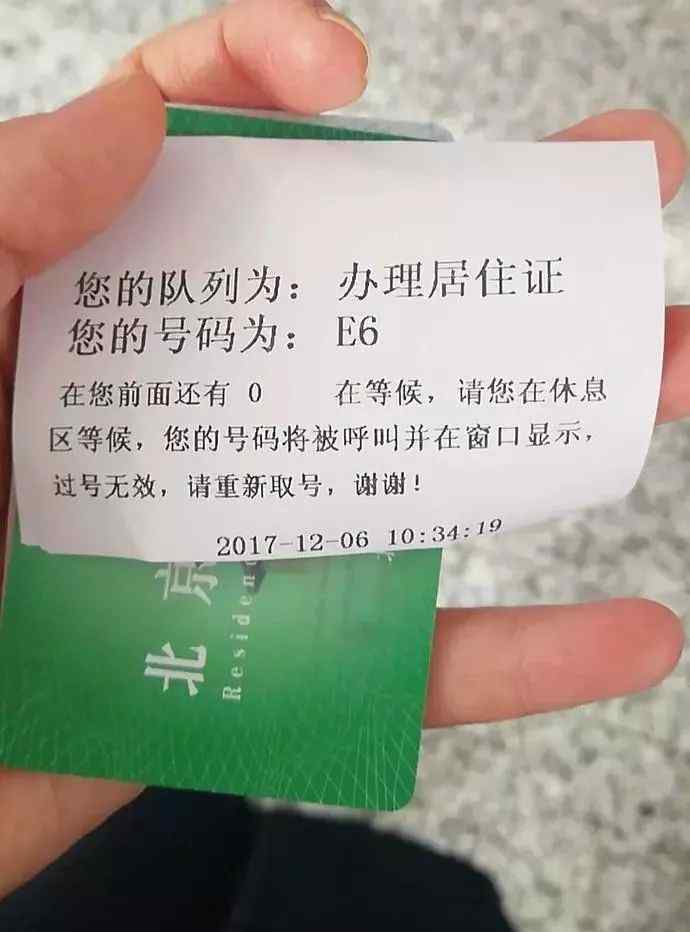 您的队列为：办理居住证
您的号码为：E6
在您前面还有 0 在等候，请您在休息
区等候，您的号码将被呼叫并在窗口显示，
过号无效，请重新取号，谢谢！
2017-12-06 10:34:19
北京
Residenc